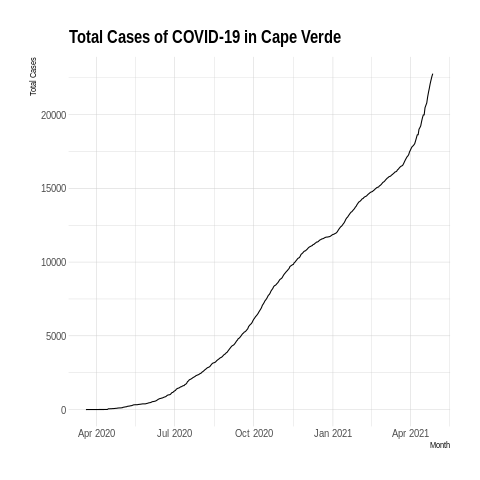 Total Cases of COVID-19 in Cape Verde
Total Cases
20000
15000
10000
5000
0
Apr 2020 Jul 2020 Oct 2020 Jan 2021 Apr 2021
Month